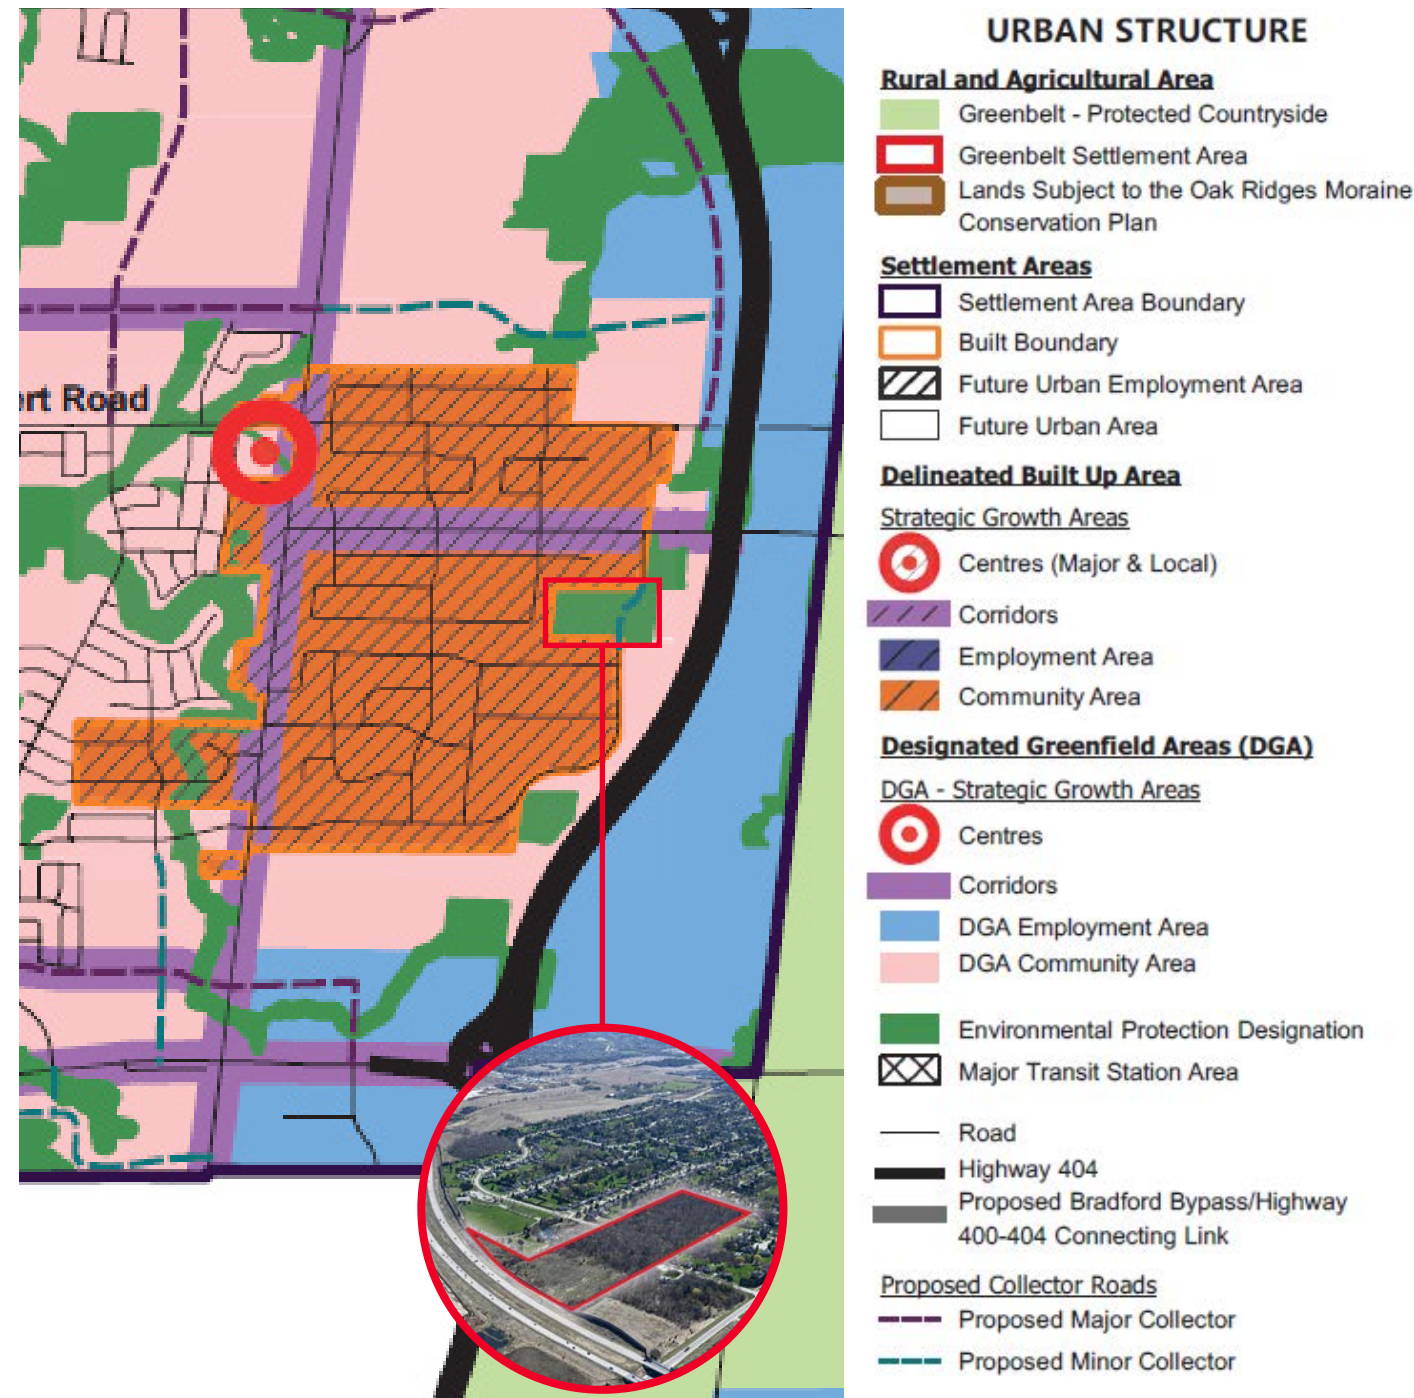 ort Road
URBAN STRUCTURE
Rural and Agricultural Area
Greenbelt - Protected Countryside
Greenbelt Settlement Area
Lands Subject to the Oak Ridges Moraine
Conservation Plan
Settlement Areas
Settlement Area Boundary
Built Boundary
Future Urban Employment Area
Future Urban Area
Delineated Built Up Area
Strategic Growth Areas
Centres (Major & Local)
Corridors
Employment Area
Community Area
Designated Greenfield Areas (DGA)
DGA - Strategic Growth Areas
Centres
Corridors
DGA Employment Area
DGA Community Area
Environmental Protection Designation
Major Transit Station Area
Road
Highway 404
Proposed Bradford Bypass/Highway
400-404 Connecting Link
Proposed Collector Roads
Proposed Major Collector
Proposed Minor Collector